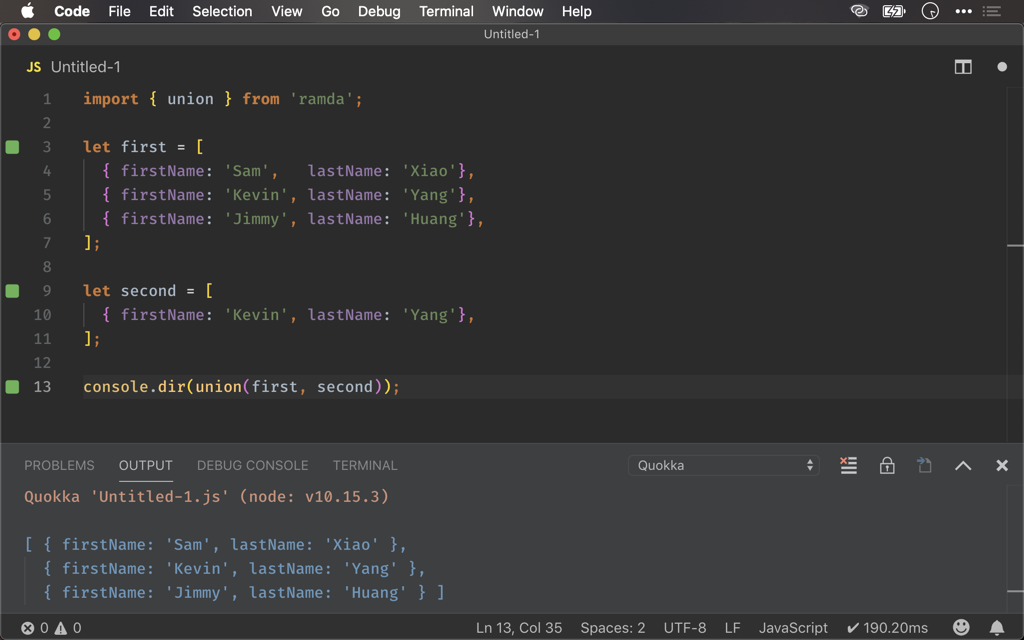 Code File Edit Selection View Go Debug Terminal Window Help
Untitled-1
JS Untitled-1
1 import { union } from 'ramda';
2
3 let first = [
4 { firstName: 'Sam',   lastName: 'Xiao'},
5 { firstName: 'Kevin', lastName: 'Yang'},
6 { firstName: 'Jimmy', lastName: 'Huang'},
7 ];
8
9 let second = [
10 { firstName: 'Kevin', lastName: 'Yang'},
11 ];
12
13 console.dir(union(first, second));
PROBLEMS OUTPUT DEBUG CONSOLE TERMINAL Quokka
Quokka 'Untitled-1.js' (node: v10.15.3)
[ { firstName: 'Sam', lastName: 'Xiao' },
{ firstName: 'Kevin', lastName: 'Yang' },
{ firstName: 'Jimmy', lastName: 'Huang' } ]
0 0 Ln 13, Col 35 Spaces: 2 UTF-8 LF JavaScript ✔ 190.20ms